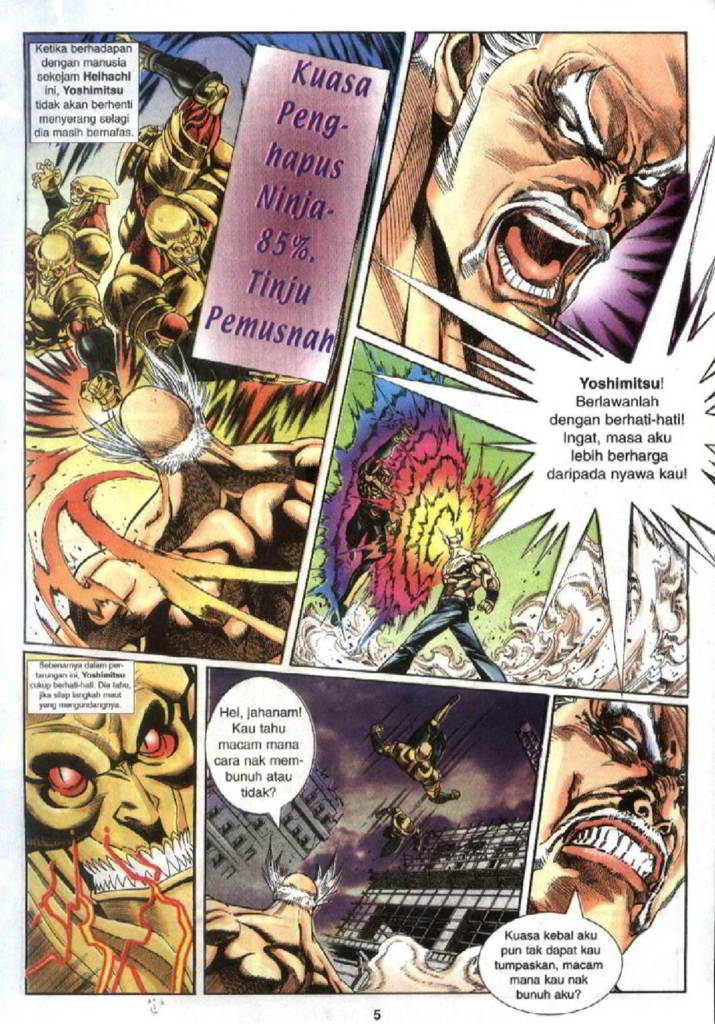 Ketika berhadapan
dengan manusia
sekejam Heihachi
ini, Yoshimitsu
tidak akan berhenti
menyerang selagi
dia masih bernafas.
Kuasa
Peng-
hapus
Ninja-
85%.
Tinju
Pemusnah
Yoshimitsu!
Berlawanlah
dengan berhati-hati!
Ingat, masa aku
lebih berharga
daripada nyawa kau!
Sebenarnya dalam per-
tarungan ini, Yoshimitsu
cukup berhati-hati. Dia tahu,
jika silap langkah maut
yang mengundangnya.
Hei, jahanam!
Kau tahu
macam mana
cara nak mem-
bunuh atau
tidak?
Kuasa kebal aku
pun tak dapat kau
tumpaskan, macam
mana kau nak
bunuh aku?
5